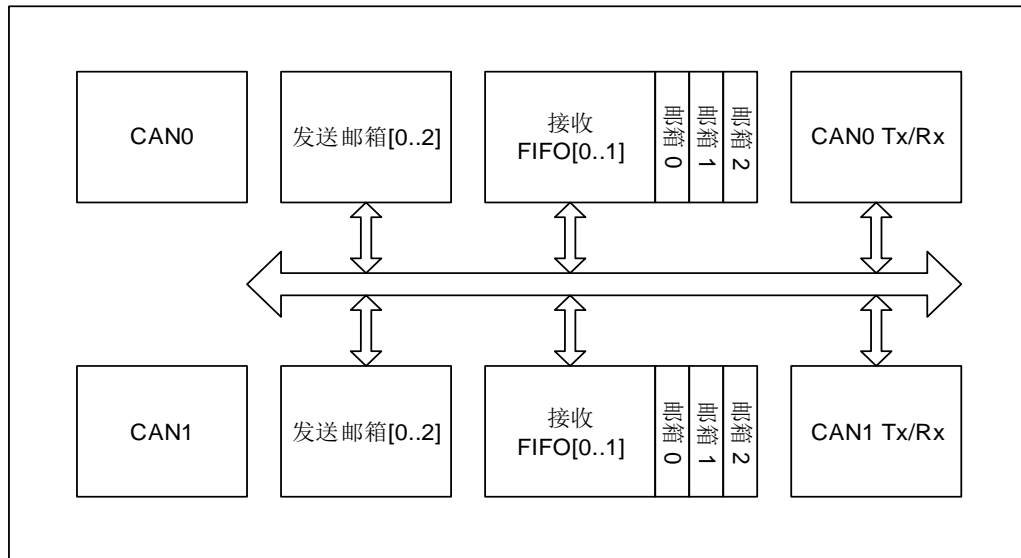 CAN0
发送邮箱[0..2]
接收
FIFO[0..1]
邮箱 0
邮箱 1
邮箱 2
CAN0 Tx/Rx
CAN1
发送邮箱[0..2]
接收
FIFO[0..1]
邮箱 0
邮箱 1
邮箱 2
CAN1 Tx/Rx